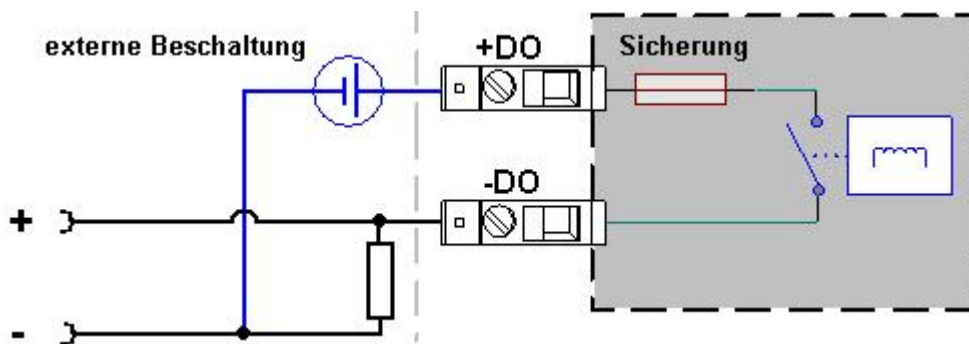 externe Beschaltung
+DO
Sicherung
-DO
+
-